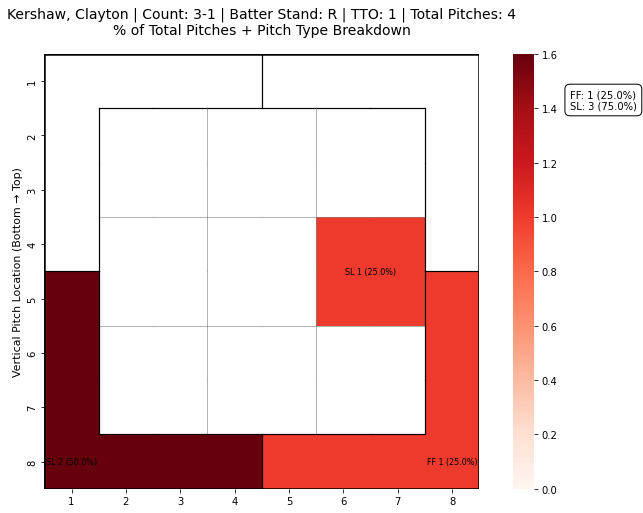 Kershaw, Clayton | Count: 3-1 | Batter Stand: R | TTO: 1 | Total Pitches: 4
% of Total Pitches + Pitch Type Breakdown
1.6
FF: 1 (25.0%)
SL: 3 (75.0%)
1
1.4
2
1.2
3
Vertical Pitch Location (Bottom → Top)
1.0
4
SL 1 (25.0%)
0.8
5
0.6
6
0.4
7
0.2
8
SL 2 (50.0%)
FF 1 (25.0%)
0.0
1 2 3 4 5 6 7 8